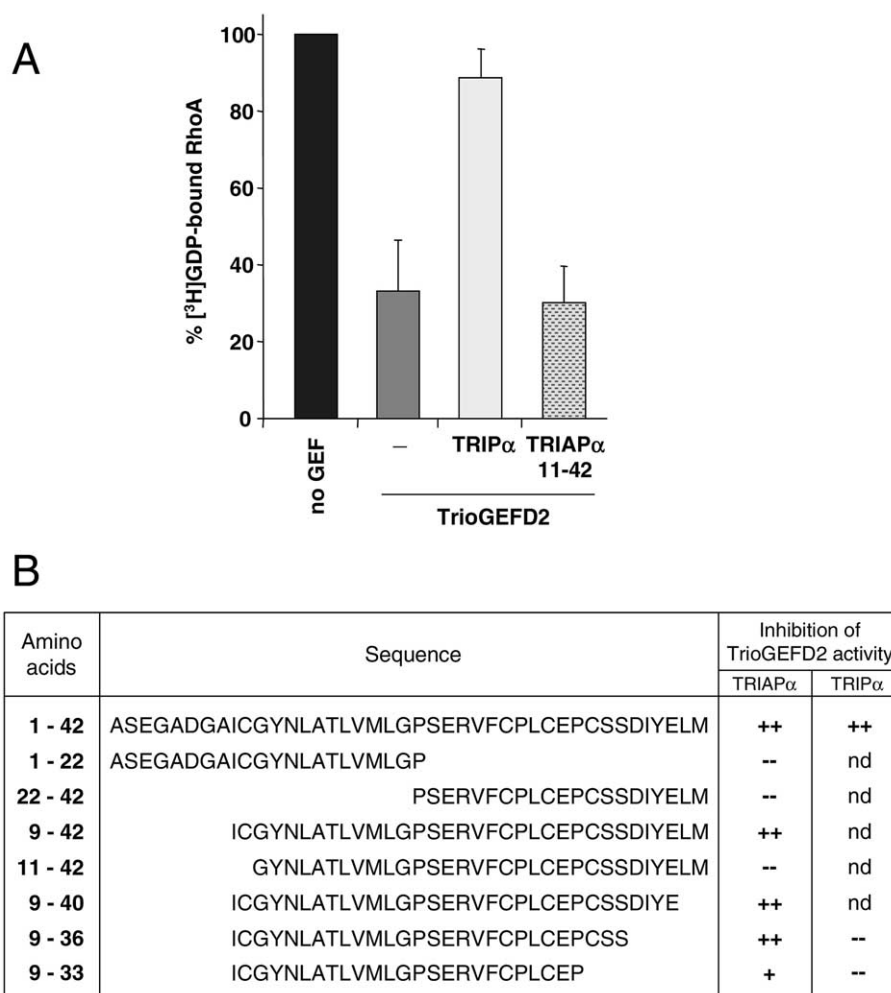 A
100
80
60
40
20
0
% [³H]GDP-bound RhoA
no GEF
–
TRIPα
TRIAPα
11-42
TrioGEFD2
B
Amino acids
Sequence
Inhibition of
TrioGEFD2 activity
TRIAPα TRIPα
1 - 42 ASEGADGAICGYNLATLVMLGPSERVFCPLCEPCSSDIYELM ++ ++
1 - 22 ASEGADGAICGYNLATLVMLGP -- nd
22 - 42 PSERVFCPLCEPCSSDIYELM -- nd
9 - 42 ICGYNLATLVMLGPSERVFCPLCEPCSSDIYELM ++ nd
11 - 42 GYNLATLVMLGPSERVFCPLCEPCSSDIYELM -- nd
9 - 40 ICGYNLATLVMLGPSERVFCPLCEPCSSDIYE ++ nd
9 - 36 ICGYNLATLVMLGPSERVFCPLCEPCSS ++ --
9 - 33 ICGYNLATLVMLGPSERVFCPLCEP + --